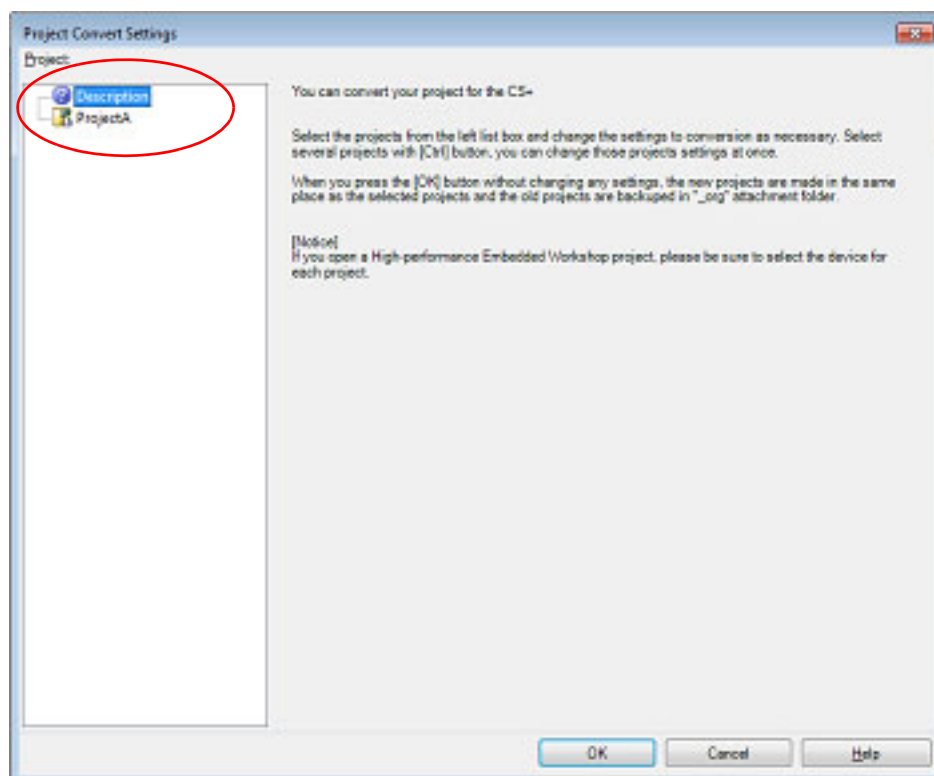 Project Convert Settings
Project:
Description
ProjectA
You can convert your project for the CS+
Select the projects from the left list box and change the settings to conversion as necessary. Select
several projects with [Ctrl] button, you can change those projects settings at once.
When you press the [OK] button without changing any settings, the new projects are made in the same
place as the selected projects and the old projects are backuped in "_org" attachment folder.
[Notice]
If you open a High-performance Embedded Workshop project, please be sure to select the device for
each project.
OK
Cancel
Help